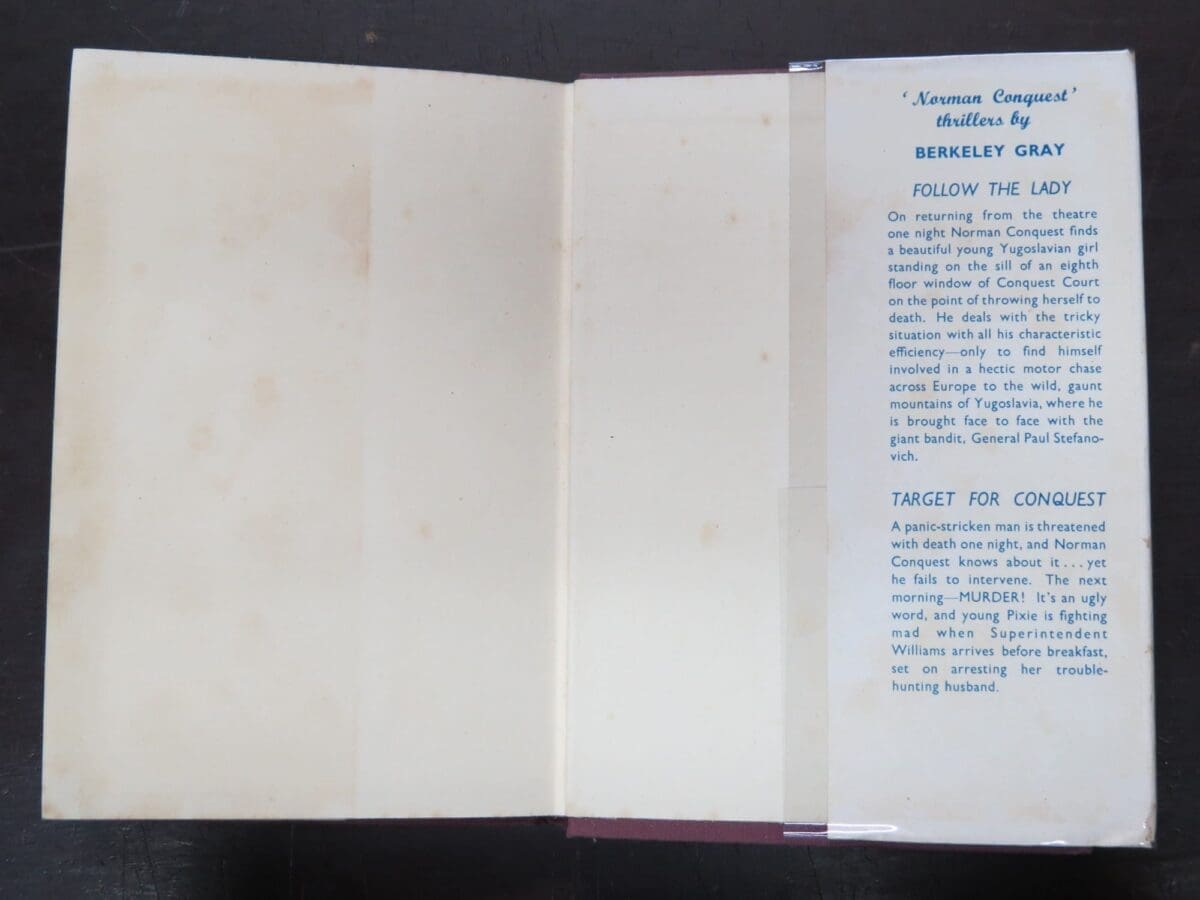 ‘Norman Conquest’
thrillers by
BERKELEY GRAY
FOLLOW THE LADY
On returning from the theatre
one night Norman Conquest finds
a beautiful young Yugoslavian girl
standing on the sill of an eighth
floor window of Conquest Court
on the point of throwing herself to
death. He deals with the tricky
situation with all his characteristic
efficiency—only to find himself
involved in a hectic motor chase
across Europe to the wild, gaunt
mountains of Yugoslavia, where he
is brought face to face with the
giant bandit, General Paul Stefano-
vich.
TARGET FOR CONQUEST
A panic-stricken man is threatened
with death one night, and Norman
Conquest knows about it . . . yet
he fails to intervene. The next
morning—MURDER! It’s an ugly
word, and young Pixie is fighting
mad when Superintendent
Williams arrives before breakfast,
set on arresting her trouble-
hunting husband.